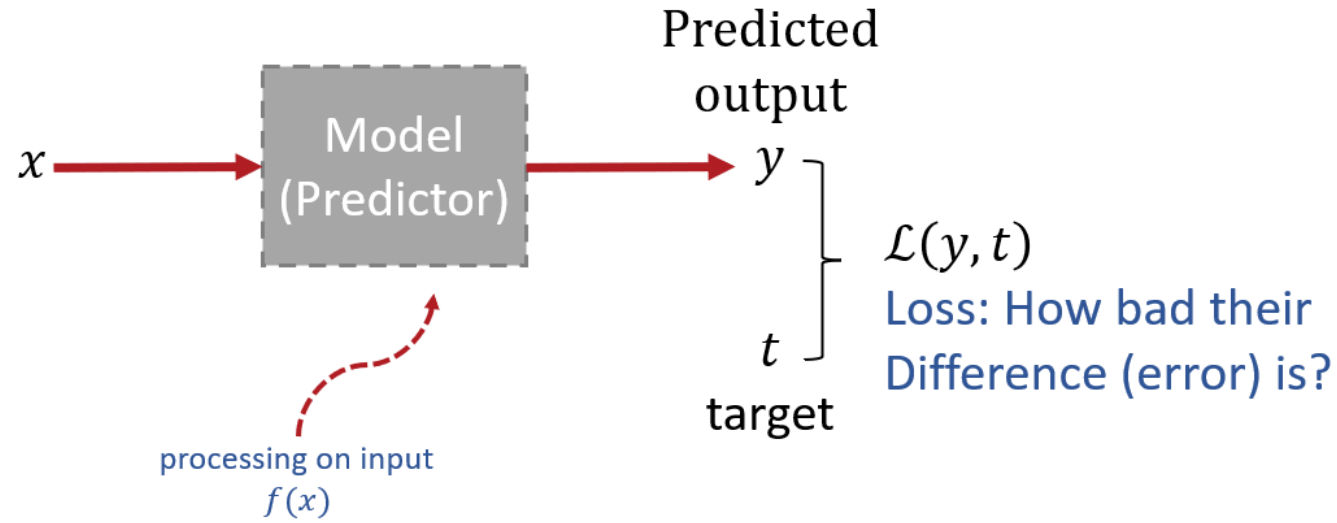 Predicted
output
x
Model
(Predictor)
y
ℒ(y, t)
Loss: How bad their
Difference (error) is?
t
target
processing on input
f(x)